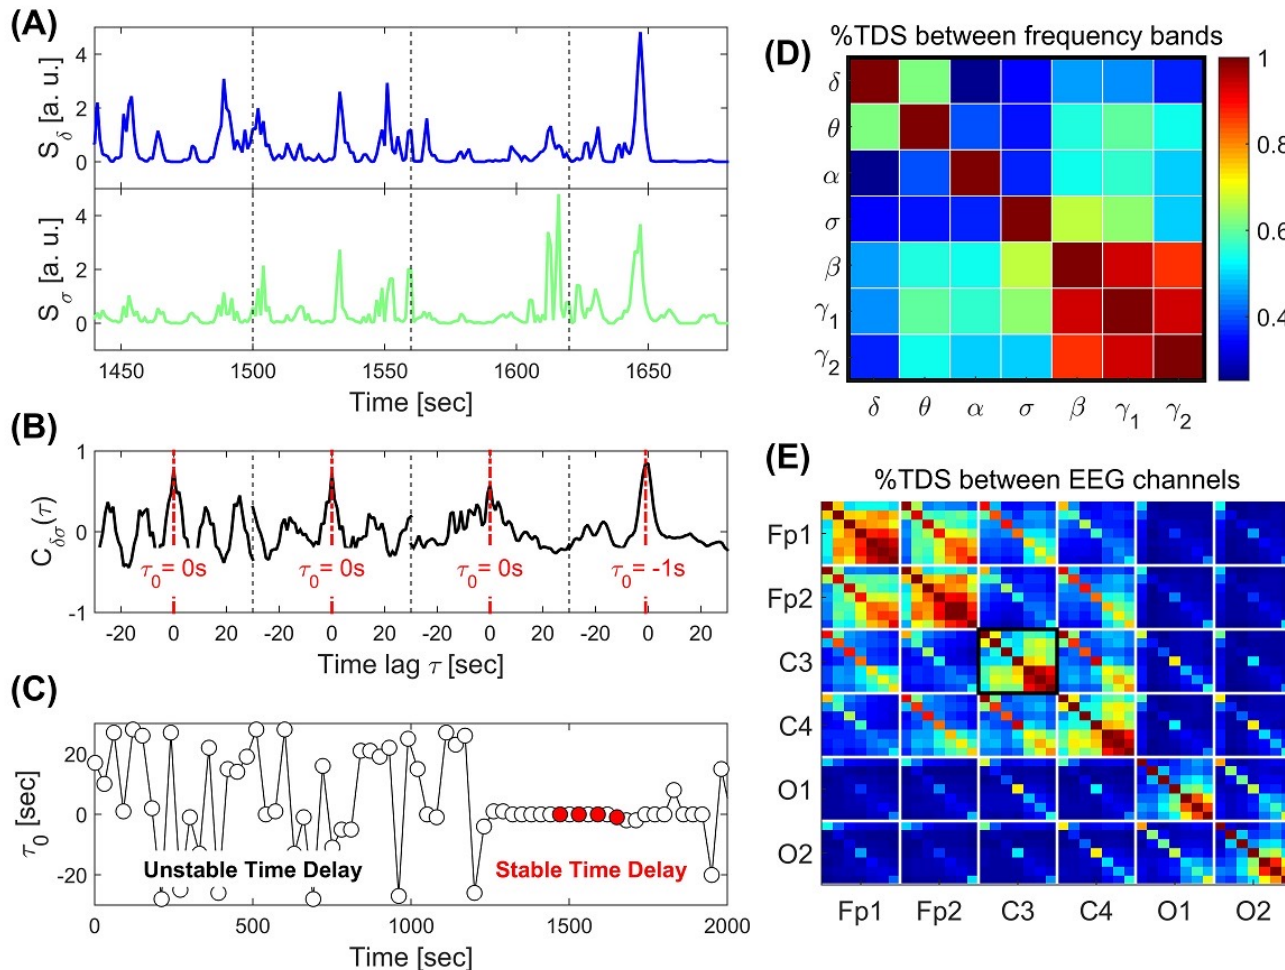 (A)
S_δ [a. u.]
4
2
0
S_σ [a. u.]
4
2
0
1450 1500 1550 1600 1650
Time [sec]
(B)
C_δσ(τ)
1
0
-1
τ_0 = 0s τ_0 = 0s τ_0 = 0s τ_0 = -1s
-20 0 20 -20 0 20 -20 0 20 -20 0 20
Time lag τ [sec]
(C)
τ_0 [sec]
20
0
-20
Unstable Time Delay Stable Time Delay
0 500 1000 1500 2000
Time [sec]
(D)
%TDS between frequency bands
δ
θ
α
σ
β
γ_1
γ_2
δ θ α σ β γ_1 γ_2
1
0.8
0.6
0.4
(E)
%TDS between EEG channels
Fp1
Fp2
C3
C4
O1
O2
Fp1 Fp2 C3 C4 O1 O2